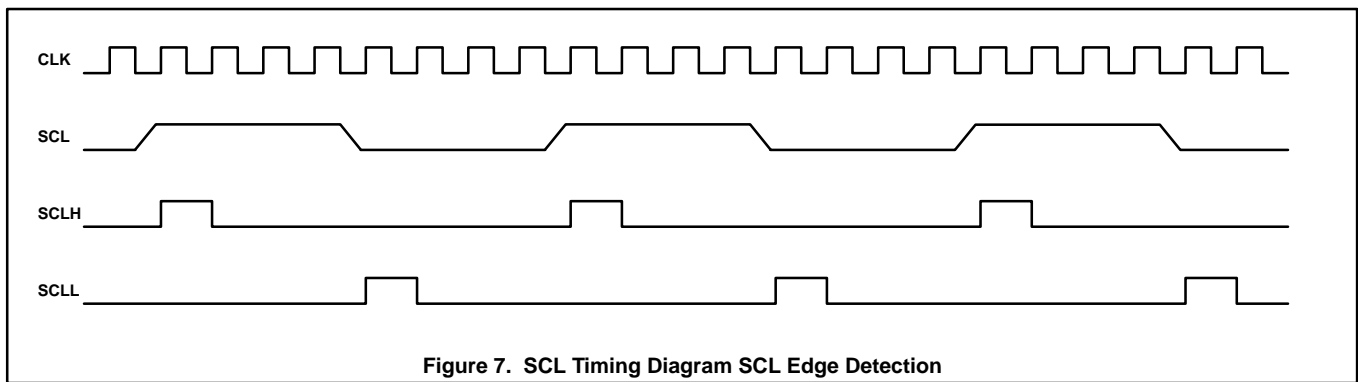 CLK
SCL
SCLH
SCLL
Figure 7. SCL Timing Diagram SCL Edge Detection